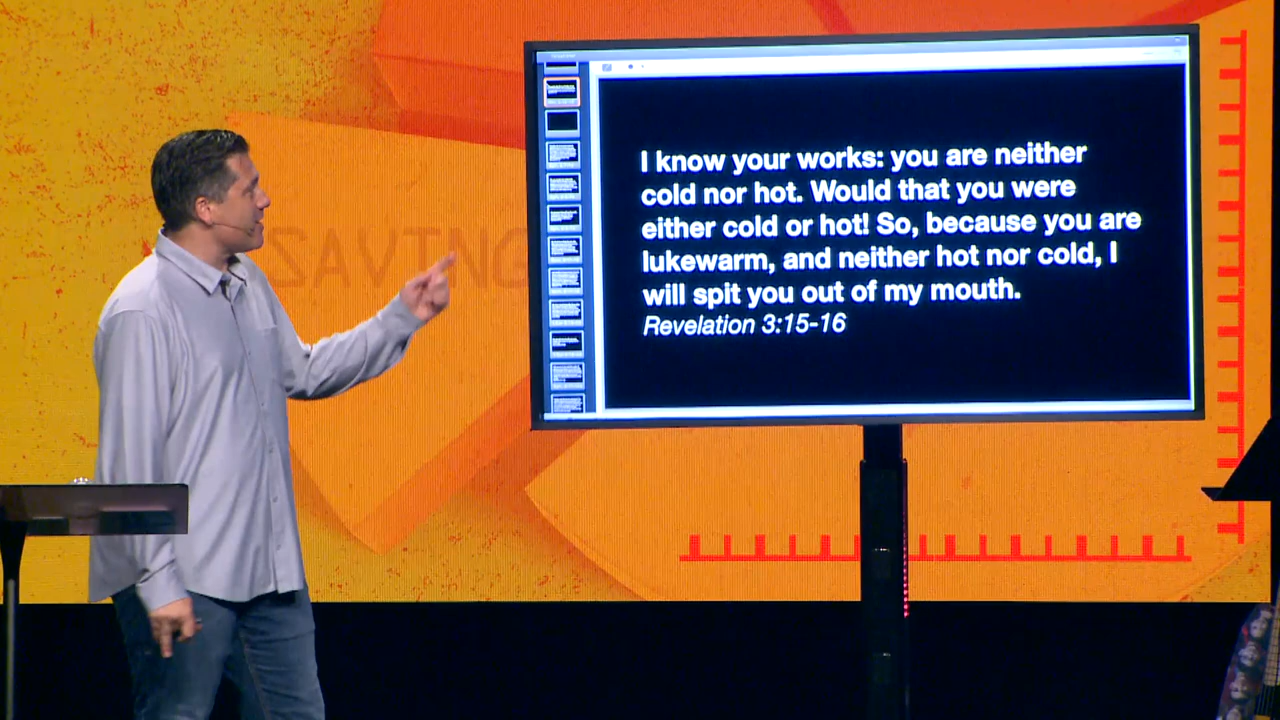 SAVING
I know your works: you are neither
cold nor hot. Would that you were
either cold or hot! So, because you are
lukewarm, and neither hot nor cold, I
will spit you out of my mouth.
Revelation 3:15-16